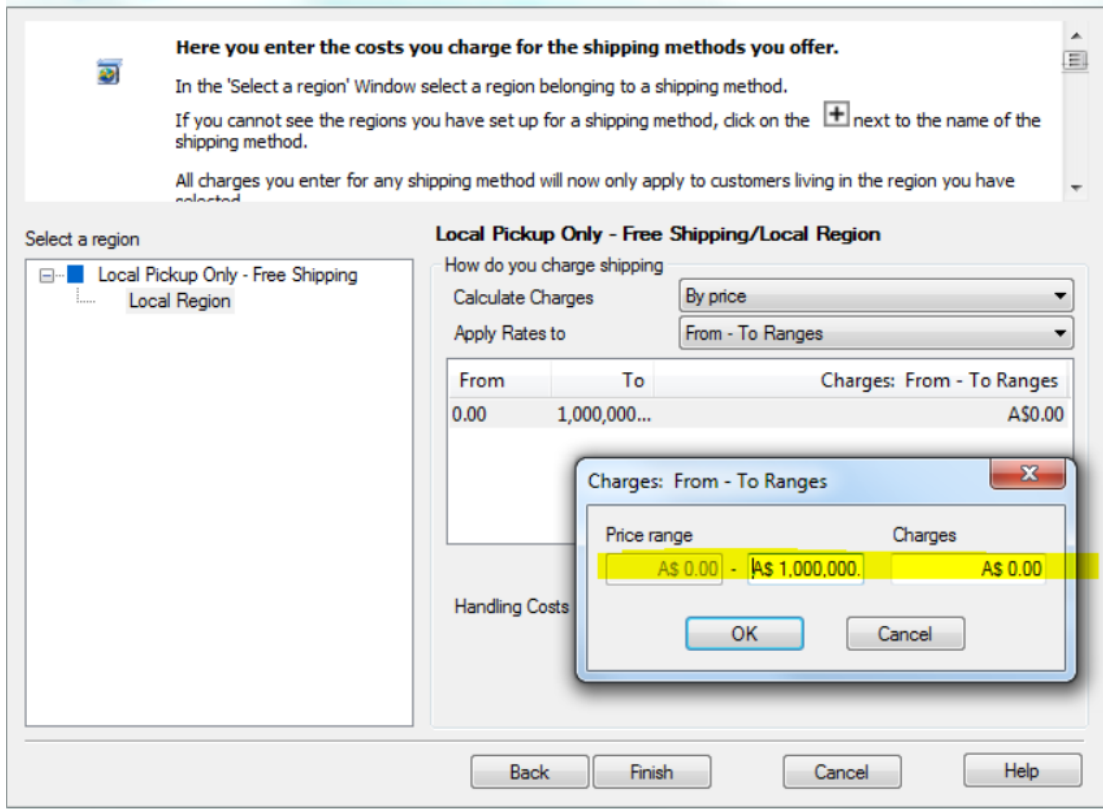 Here you enter the costs you charge for the shipping methods you offer.
In the 'Select a region' Window select a region belonging to a shipping method.
If you cannot see the regions you have set up for a shipping method, click on the + next to the name of the
shipping method.
All charges you enter for any shipping method will now only apply to customers living in the region you have
selected
Select a region
Local Pickup Only - Free Shipping
Local Region
Local Pickup Only - Free Shipping/Local Region
How do you charge shipping
Calculate Charges By price
Apply Rates to From - To Ranges
From To Charges: From - To Ranges
0.00 1,000,000... A$0.00
Charges: From - To Ranges
Price range Charges
A$ 0.00 - A$ 1,000,000. A$ 0.00
OK Cancel
Handling Costs
Back Finish Cancel Help